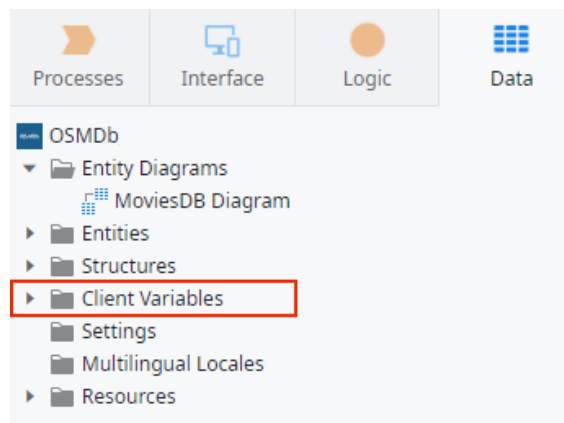 Processes Interface Logic Data
OSMDb
Entity Diagrams
MoviesDB Diagram
Entities
Structures
Client Variables
Settings
Multilingual Locales
Resources